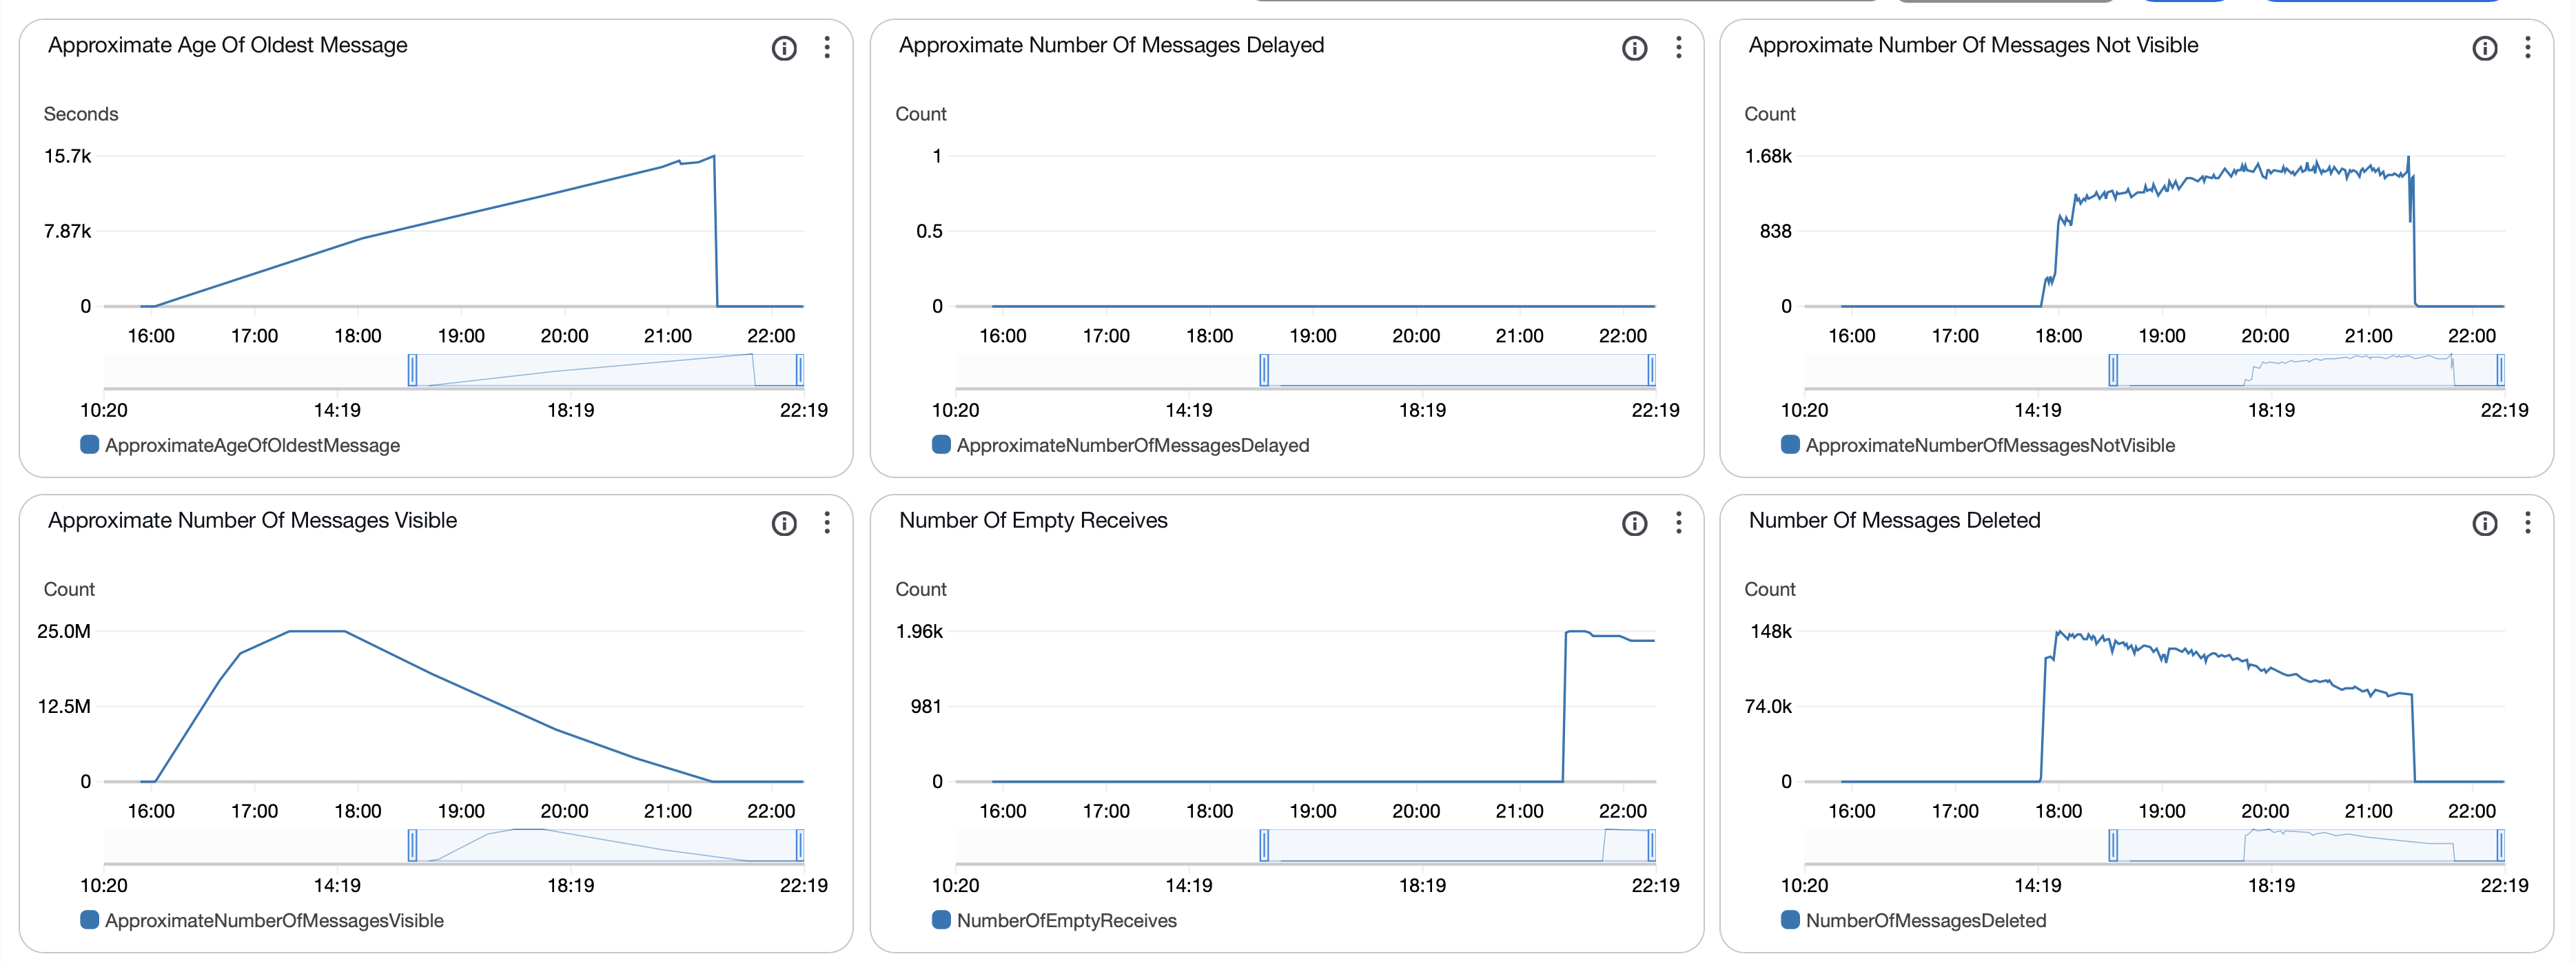 Approximate Age Of Oldest Message
Seconds
15.7k
7.87k
0
16:00 17:00 18:00 19:00 20:00 21:00 22:00
10:20 14:19 18:19 22:19
ApproximateAgeOfOldestMessage
Approximate Number Of Messages Delayed
Count
1
0.5
0
16:00 17:00 18:00 19:00 20:00 21:00 22:00
10:20 14:19 18:19 22:19
ApproximateNumberOfMessagesDelayed
Approximate Number Of Messages Not Visible
Count
1.68k
838
0
16:00 17:00 18:00 19:00 20:00 21:00 22:00
10:20 14:19 18:19 22:19
ApproximateNumberOfMessagesNotVisible
Approximate Number Of Messages Visible
Count
25.0M
12.5M
0
16:00 17:00 18:00 19:00 20:00 21:00 22:00
10:20 14:19 18:19 22:19
ApproximateNumberOfMessagesVisible
Number Of Empty Receives
Count
1.96k
981
0
16:00 17:00 18:00 19:00 20:00 21:00 22:00
10:20 14:19 18:19 22:19
NumberOfEmptyReceives
Number Of Messages Deleted
Count
148k
74.0k
0
16:00 17:00 18:00 19:00 20:00 21:00 22:00
10:20 14:19 18:19 22:19
NumberOfMessagesDeleted